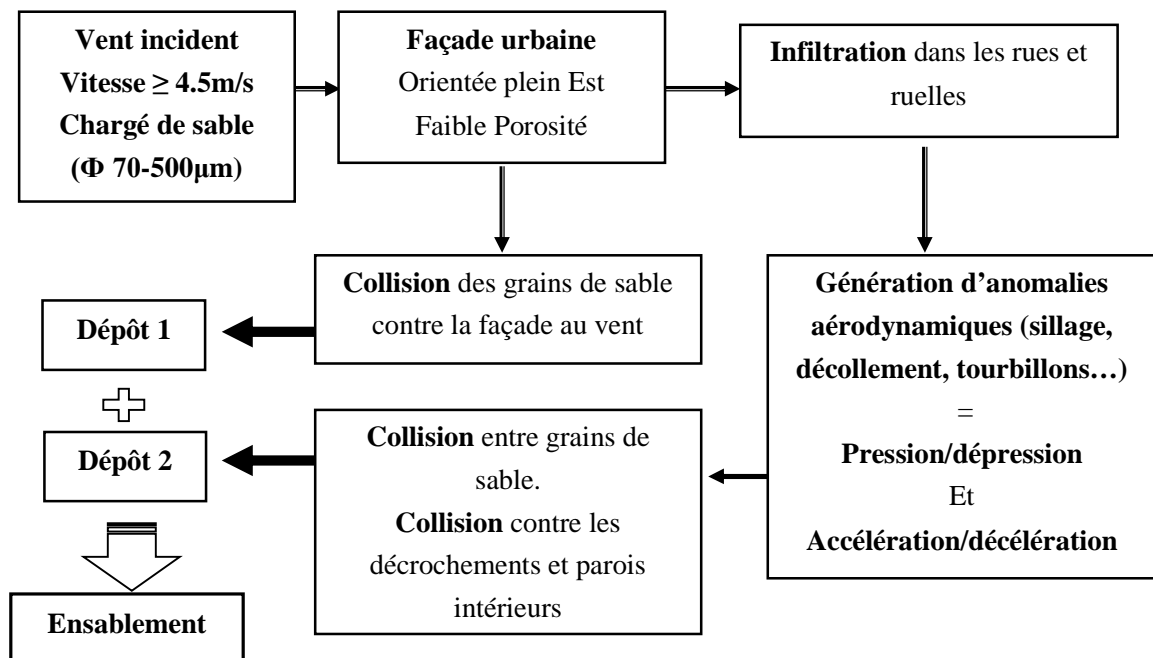 Vent incident
Vitesse ≥ 4.5m/s
Chargé de sable
(Φ 70-500μm)
Façade urbaine
Orientée plein Est
Faible Porosité
Infiltration dans les rues et
ruelles
Collision des grains de sable
contre la façade au vent
Génération d’anomalies
aérodynamiques (sillage,
décollement, tourbillons…)
=
Pression/dépression
Et
Accélération/décélération
Dépôt 1
Dépôt 2
Collision entre grains de
sable.
Collision contre les
décrochements et parois
intérieurs
Ensablement